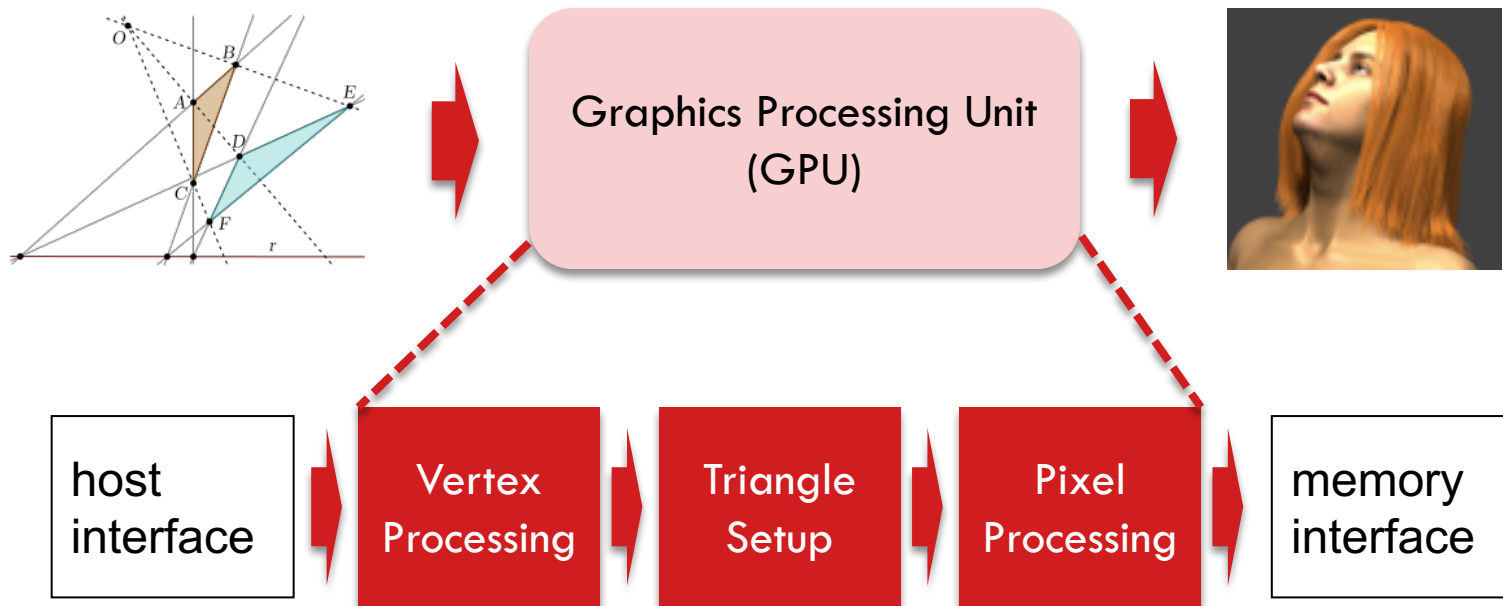 O
B
A
E
D
C
F
r
Graphics Processing Unit
(GPU)
host
interface
Vertex
Processing
Triangle
Setup
Pixel
Processing
memory
interface